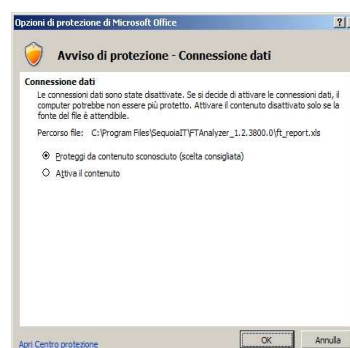 Opzioni di protezione di Microsoft Office
Avviso di protezione - Connessione dati
Connessione dati
Le connessioni dati sono state disattivate. Se si decide di attivare le connessioni dati, il
computer potrebbe non essere più protetto. Attivare il contenuto disattivato solo se la
fonte del file è attendibile.
Percorso file: C:\Program Files\SequoiaIT\FTAnalyzer_1.2.3800.0\ft_report.xls
Proteggi da contenuto sconosciuto (scelta consigliata)
Attiva il contenuto
Apri Centro protezione
OK
Annulla